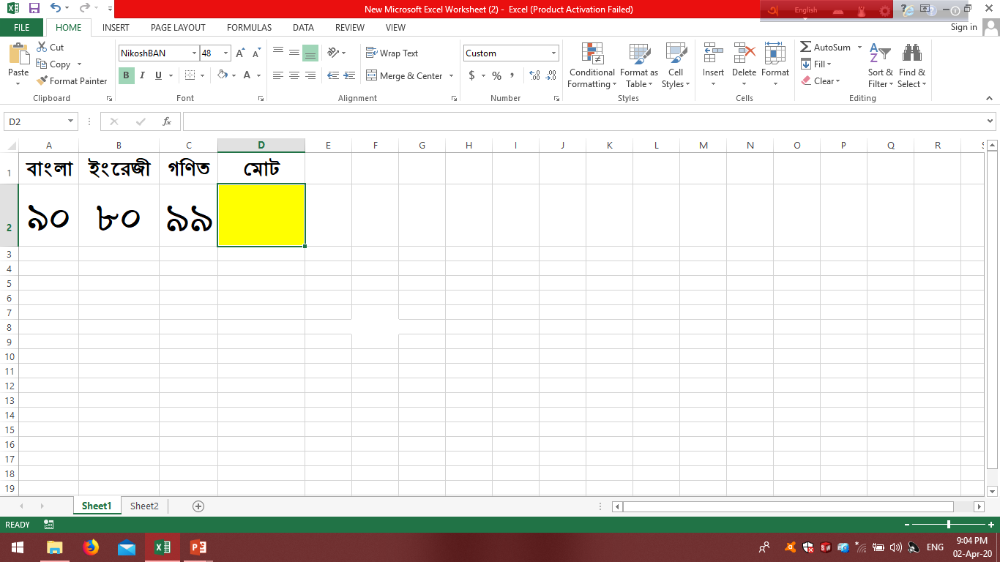 New Microsoft Excel Worksheet (2) - Excel (Product Activation Failed)
English
FILE HOME INSERT PAGE LAYOUT FORMULAS DATA REVIEW VIEW Sign in
Paste Cut Copy Format Painter Clipboard
NikoshBAN 48 B I U Font
Wrap Text Merge & Center Alignment
Custom $ % Number
Conditional Formatting Format as Table Cell Styles Styles
Insert Delete Format Cells
AutoSum Fill Clear Sort & Filter Find & Select Editing
D2 fx
A B C D E F G H I J K L M N O P Q R
1 বাংলা ইংরেজী গণিত মোট
2 ৯০ ৮০ ৯৯
3
4
5
6
7
8
9
10
11
12
13
14
15
16
17
18
19
Sheet1 Sheet2
READY
ENG 9:04 PM
02-Apr-20